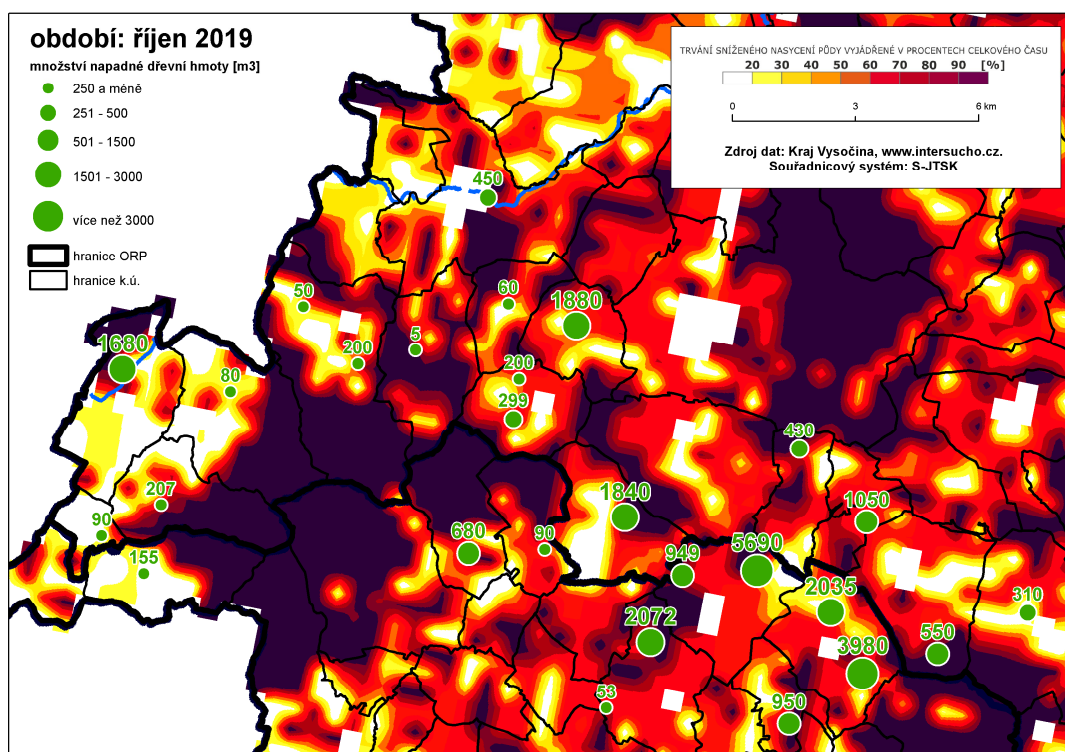 období: říjen 2019
množství napadné dřevní hmoty [m3]
250 a méně
251 - 500
501 - 1500
1501 - 3000
více než 3000
hranice ORP
hranice k.ú.
TRVÁNÍ SNÍŽENÉHO NASYCENÍ PŮDY VYJÁDŘENÉ V PROCENTECH CELKOVÉHO ČASU
20 30 40 50 60 70 80 90 [%]
0 3 6 km
Zdroj dat: Kraj Vysočina, www.intersucho.cz.
Souřadnicový systém: S-JTSK
450
50
60
1880
1680
5
200
80
200
299
430
207
1840
1050
90
680
90
949
5690
155
2035
310
2072
550
3980
53
950